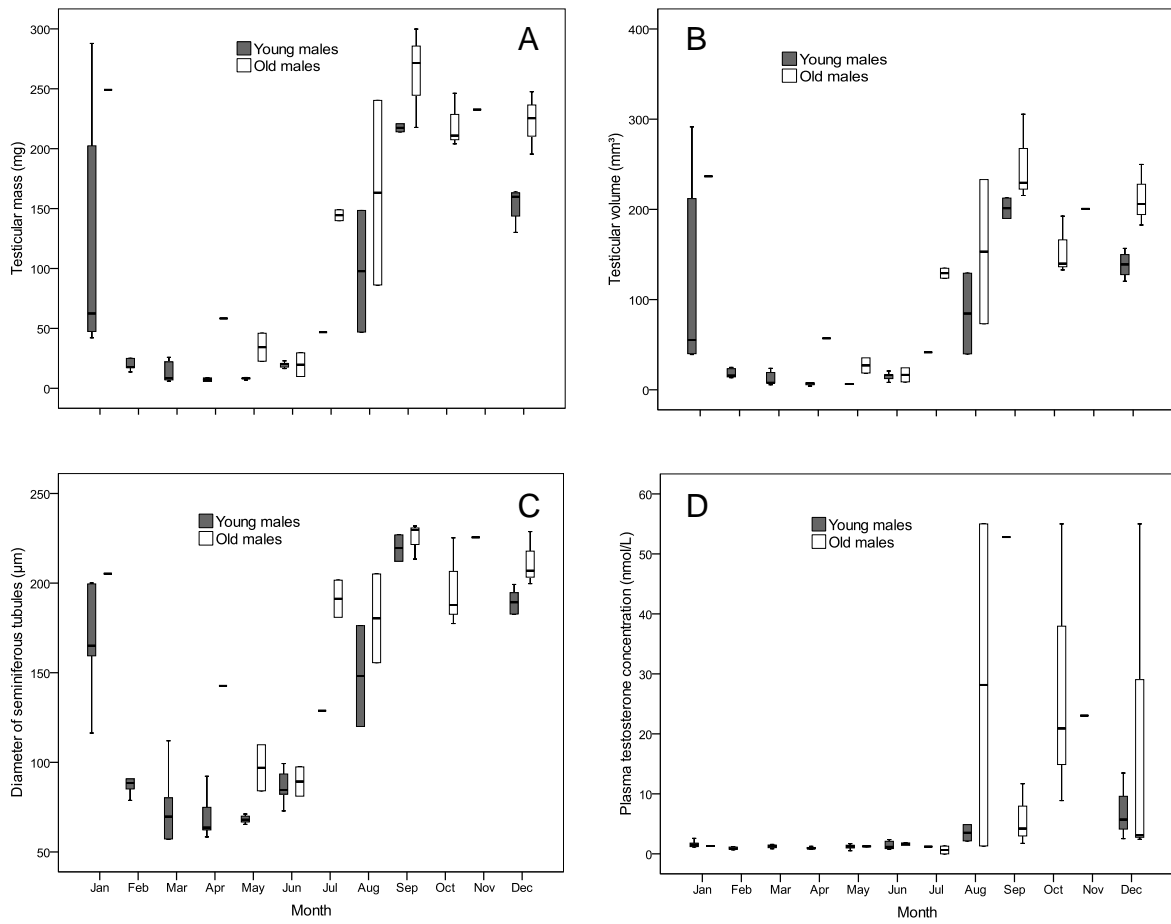 A
Young males
Old males
300
250
200
150
100
50
0
Testicular mass (mg)
B
Young males
Old males
400
300
200
100
0
Testicular volume (mm³)
C
Young males
Old males
250
200
150
100
50
Diameter of seminiferous tubules (µm)
Jan Feb Mar Apr May Jun Jul Aug Sep Oct Nov Dec
Month
D
Young males
Old males
60
50
40
30
20
10
0
Plasma testosterone concentration (nmol/L)
Jan Feb Mar Apr May Jun Jul Aug Sep Oct Nov Dec
Month